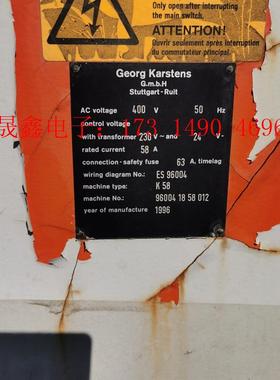 Only open after interrupting
the main switch.
ATTENTION!
Ouvrir seulement après interruption
du commutateur principal.
Georg Karstens
G.m.b.H
Stuttgart-Ruit
AC voltage 400 V 50 Hz
control voltage
with transformer 230 V~ and 24 V-
rated current 58 A
connection-safety fuse 63 A, timelag
wiring diagram No.: ES 96004
machine type: K 58
machine No.: 96004 18 58 012
year of manufacture 1996
晟鑫电子：173 1490 4696